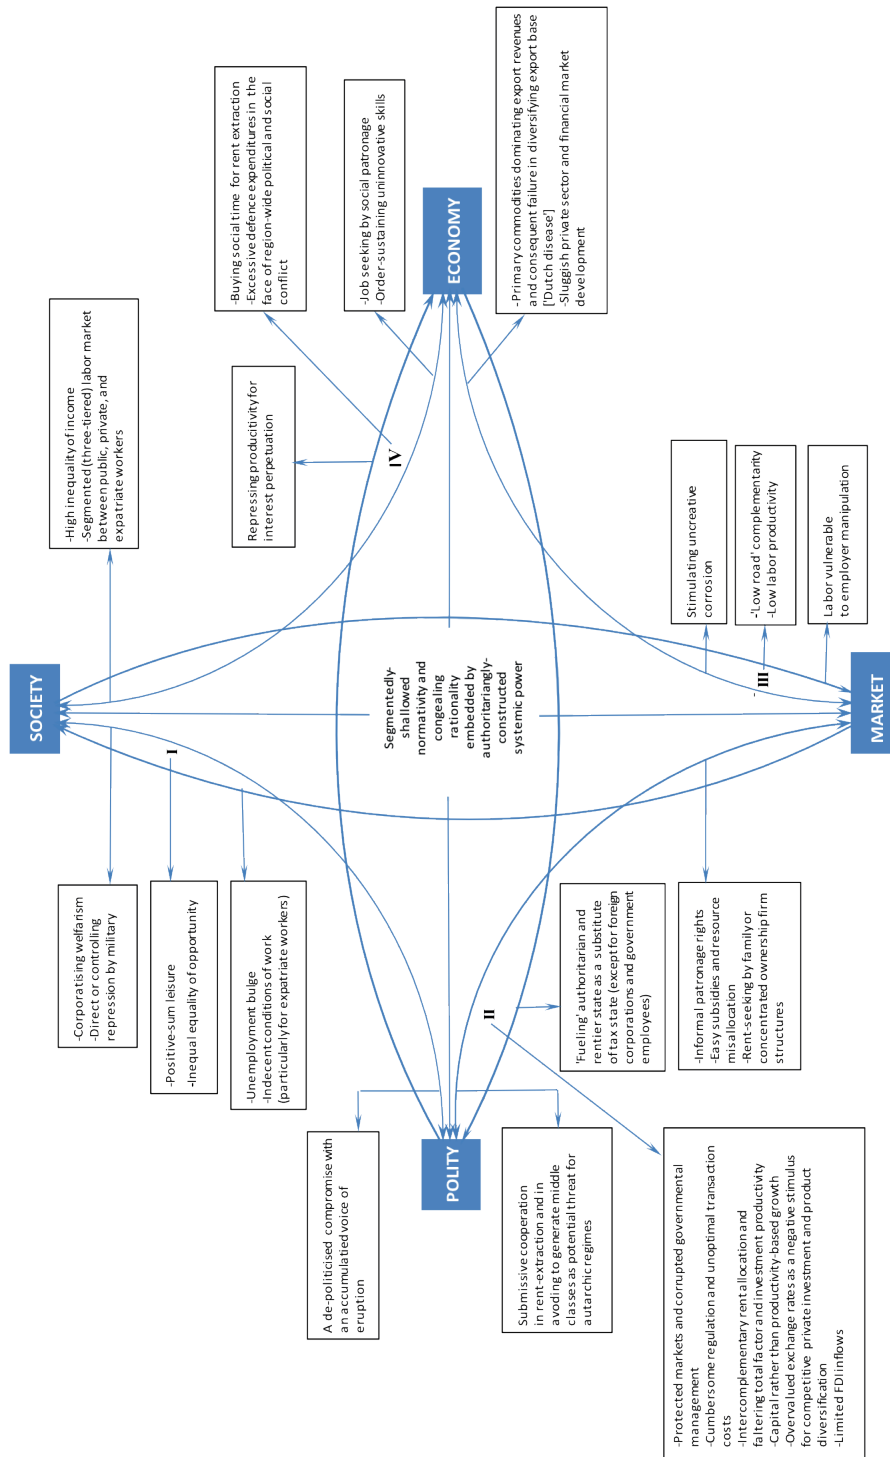 SOCIETY
-High inequality of income
-Segmented (three-tiered) labor market
between public, private, and
expatriate workers
-Buying social time for rent extraction
-Excessive defence expenditures in the
face of region-wide political and social
conflict
Repressing producitivity for
interest perpetuation
-Job seeking by social patronage
-Order-sustaining uninnovative skills
ECONOMY
-Primary commodities dominating export revenues
and consequent failure in diversifying export base
['Dutch disease']
-Sluggish private sector and financial market
development
IV
-Corporatising welfarism
-Direct or controlling
repression by military
-Positive-sum leisure
-Inequal equality of opportunity
-Unemployment bulge
-Indecent conditions of work
(particularly for expatriate workers)
I
Segmentedly-
shallowed
normativity and
congealing
rationality
embedded by
authoritariangly-
constructed
systemic power
Stimulating uncreative
corrosion
-'Low road' complementarity
-Low labor productivity
III
Labor vulnerable
to employer manipulation
MARKET
A de-politicised compromise with
an accumulatied voice of
eruption
POLITY
Submissive cooperation
in rent-extraction and in
avoding to generate middle
classes as potential threat for
autarchic regimes
II
'Fueling' authoritarian and
rentier state as a substitute
of tax state (except for foreign
corporations and government
employees)
-Informal patronage rights
-Easy subsidies and resource
misallocation
-Rent-seeking by family or
concentrated ownership firm
structures
-Protected markets and corrupted governmental
management
-Cumbersome regulation and unoptimal transaction
costs
-Intercomplementary rent allocation and
faltering total factor and investment productivity
-Capital rather than productivity-based growth
-Overvalued exchange rates as a negative stimulus
for competitive private investment and product
diversification
-Limited FDI inflows